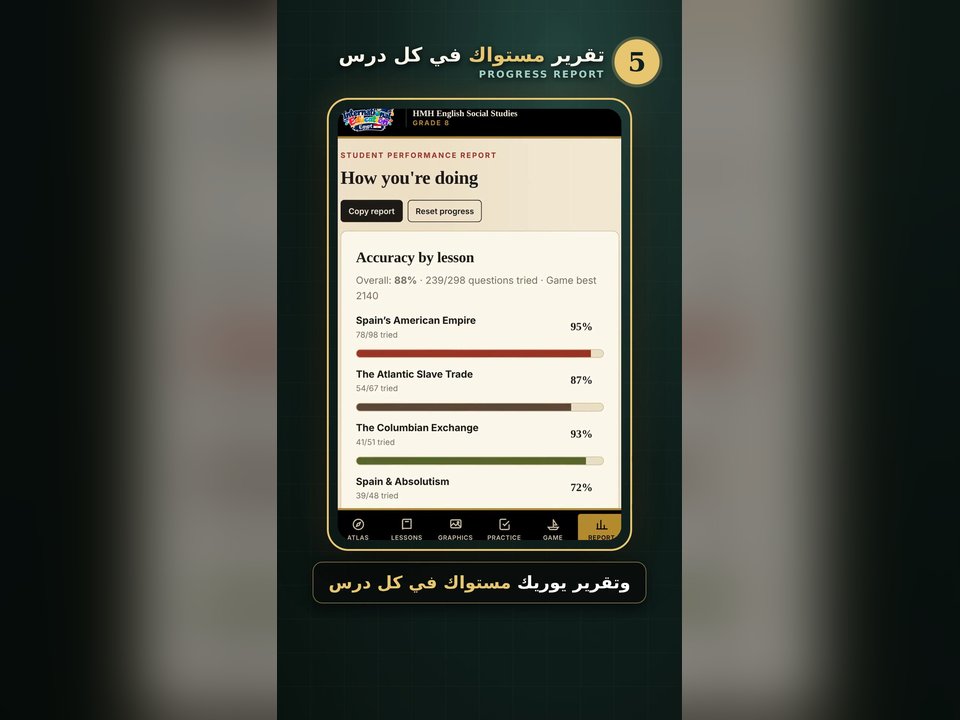 تقرير مستواك في كل درس
PROGRESS REPORT
5
International
Egypt
HMH English Social Studies
GRADE 8
STUDENT PERFORMANCE REPORT
How you're doing
Copy report
Reset progress
Accuracy by lesson
Overall: 88% · 239/298 questions tried · Game best
2140
Spain's American Empire
95%
78/98 tried
The Atlantic Slave Trade
87%
54/67 tried
The Columbian Exchange
93%
41/51 tried
Spain & Absolutism
72%
39/48 tried
ATLAS
LESSONS
GRAPHICS
PRACTICE
GAME
REPORT
وتقرير يوريك مستواك في كل درس